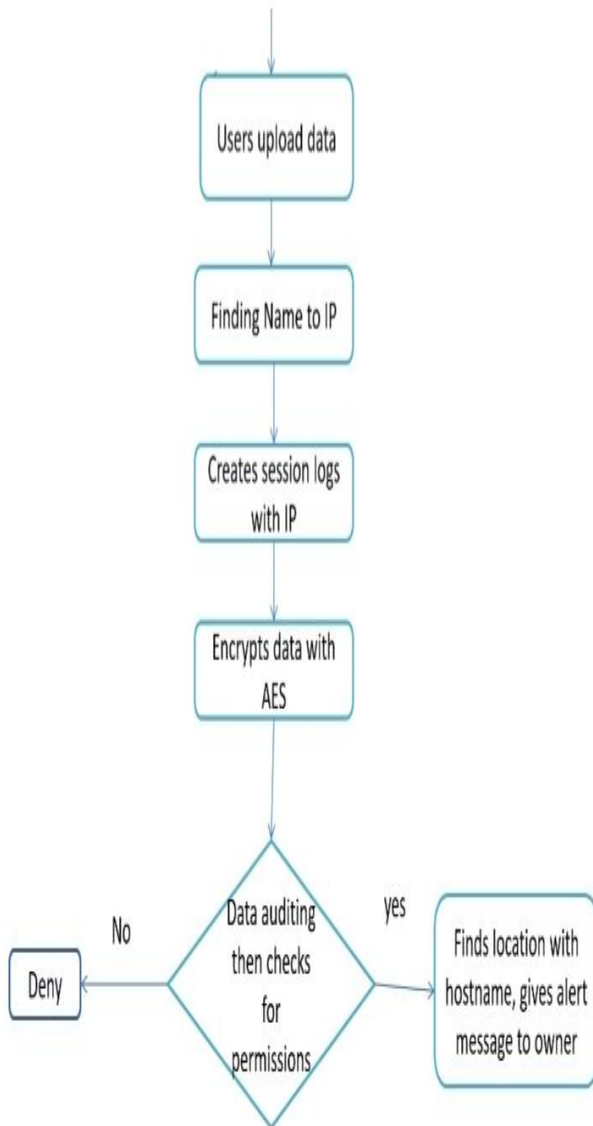 Users upload data
Finding Name to IP
Creates session logs
with IP
Encrypts data with
AES
Data auditing
then checks
for
permissions
No
yes
Deny
Finds location with
hostname, gives alert
message to owner